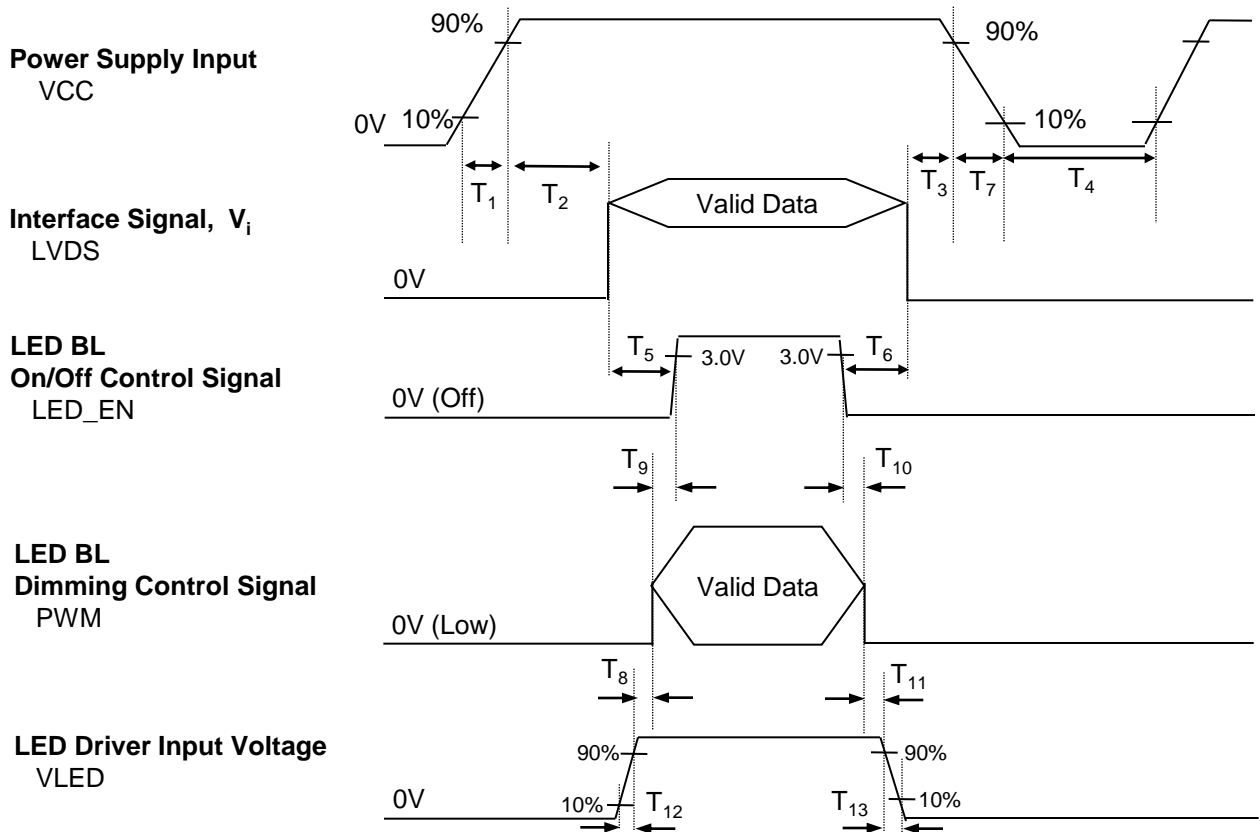 90%
90%
Power Supply Input
VCC
0V
10%
10%
T1
T2
T3
T7
T4
Interface Signal, Vi
LVDS
Valid Data
0V
LED BL
On/Off Control Signal
LED_EN
T5
3.0V
3.0V
T6
0V (Off)
T9
T10
LED BL
Dimming Control Signal
PWM
Valid Data
0V (Low)
T8
T11
LED Driver Input Voltage
VLED
90%
90%
0V
10%
T12
T13
10%